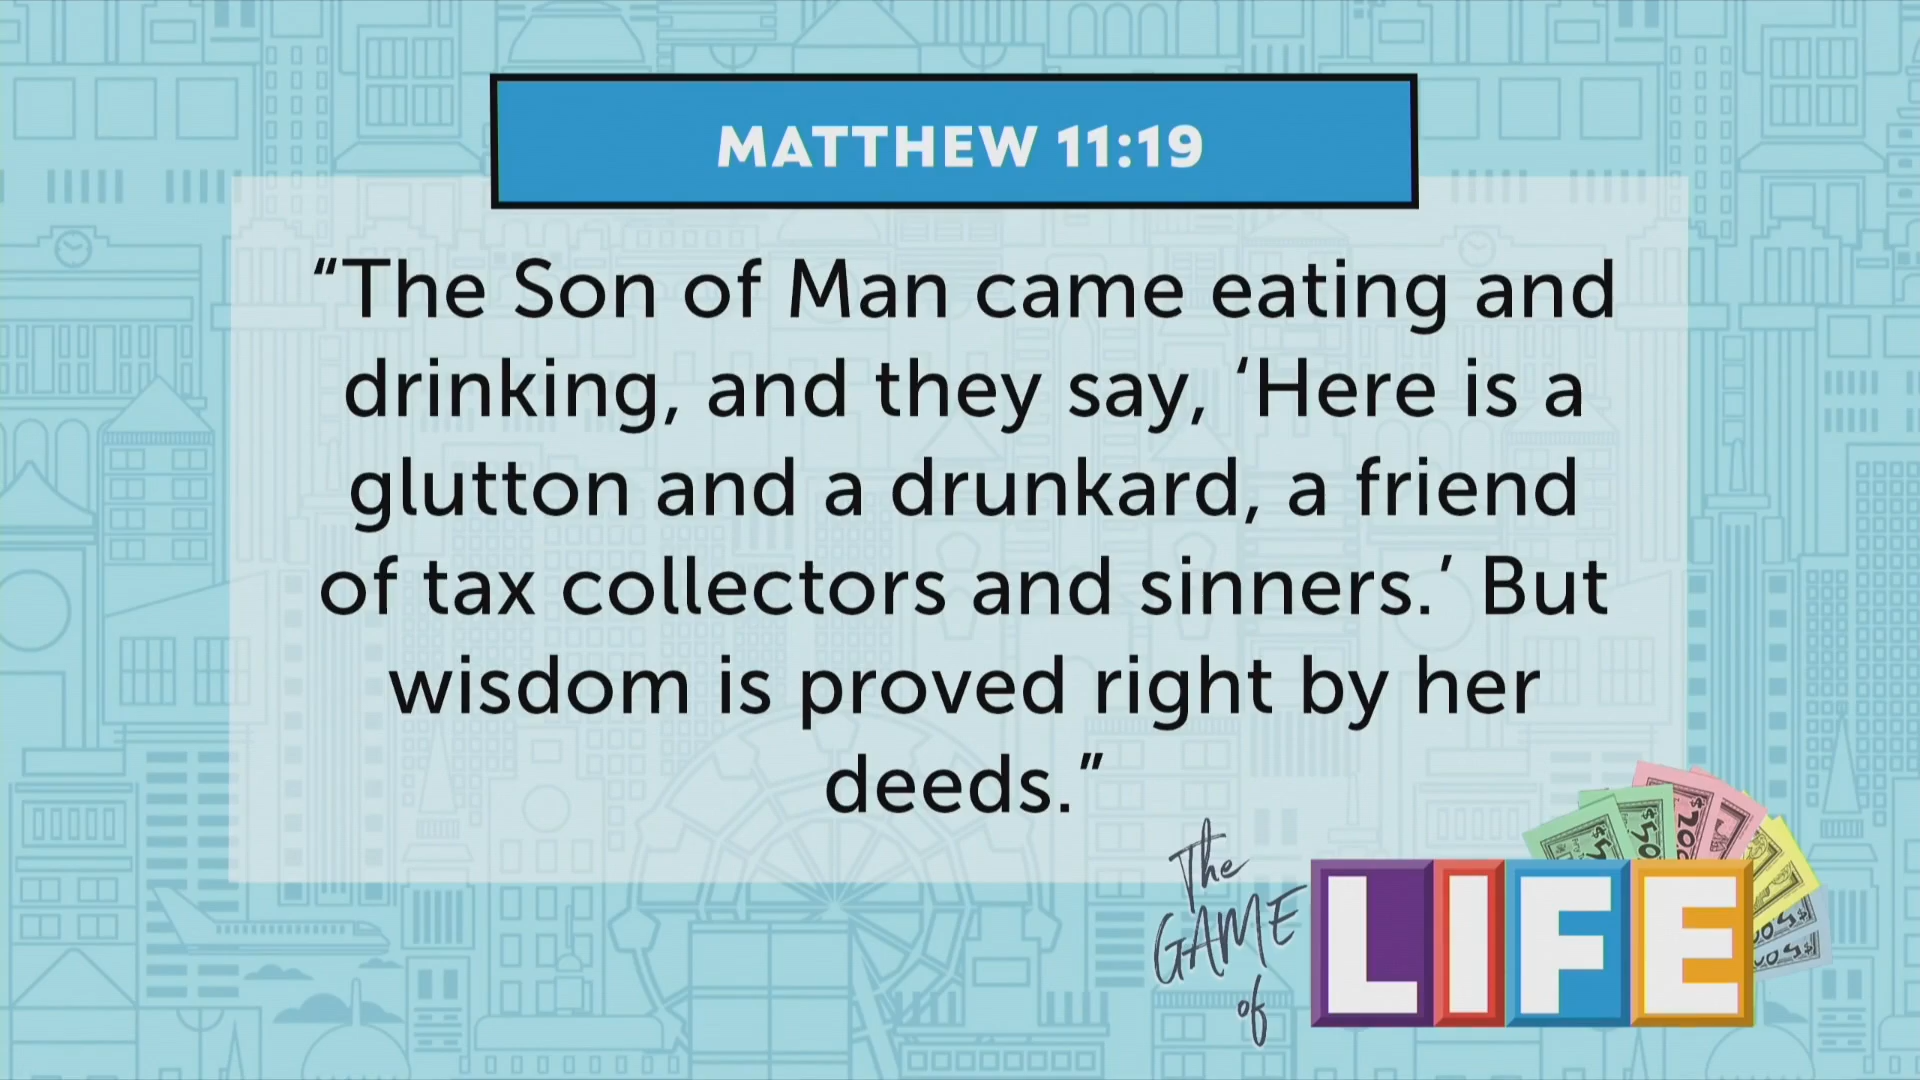 MATTHEW 11:19
“The Son of Man came eating and
drinking, and they say, ‘Here is a
glutton and a drunkard, a friend
of tax collectors and sinners.’ But
wisdom is proved right by her
deeds.”
The
GAME
of
LIFE